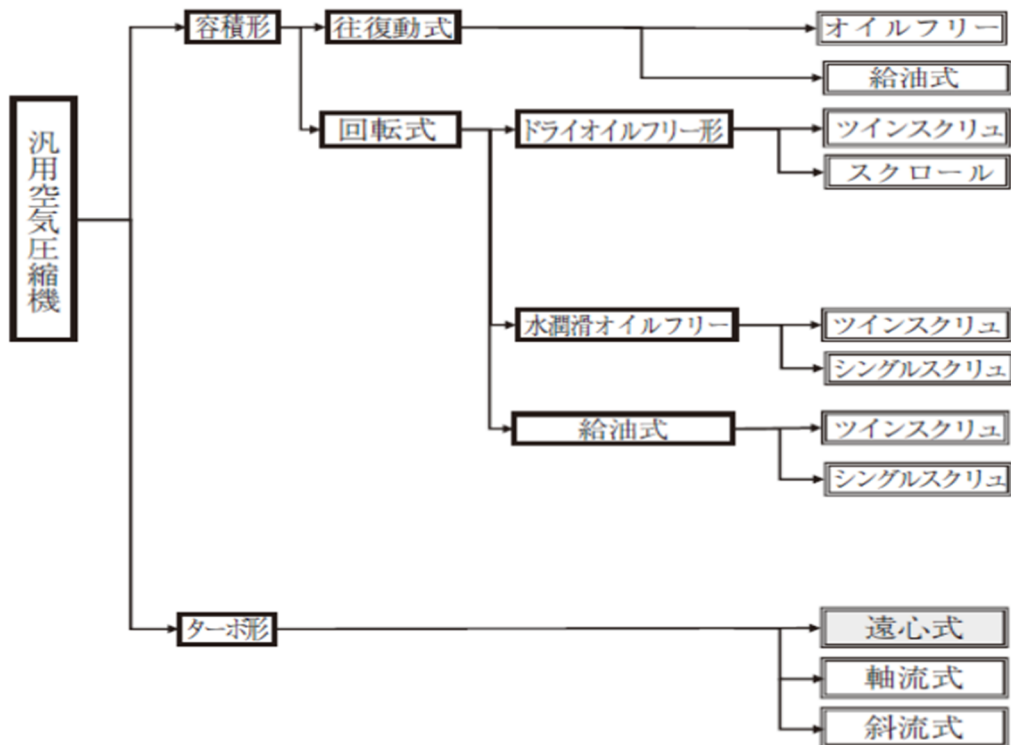 汎用空気圧縮機
容積形
往復動式
オイルフリー
給油式
回転式
ドライオイルフリー形
ツインスクリュ
スクロール
水潤滑オイルフリー
ツインスクリュ
シングルスクリュ
給油式
ツインスクリュ
シングルスクリュ
ターボ形
遠心式
軸流式
斜流式